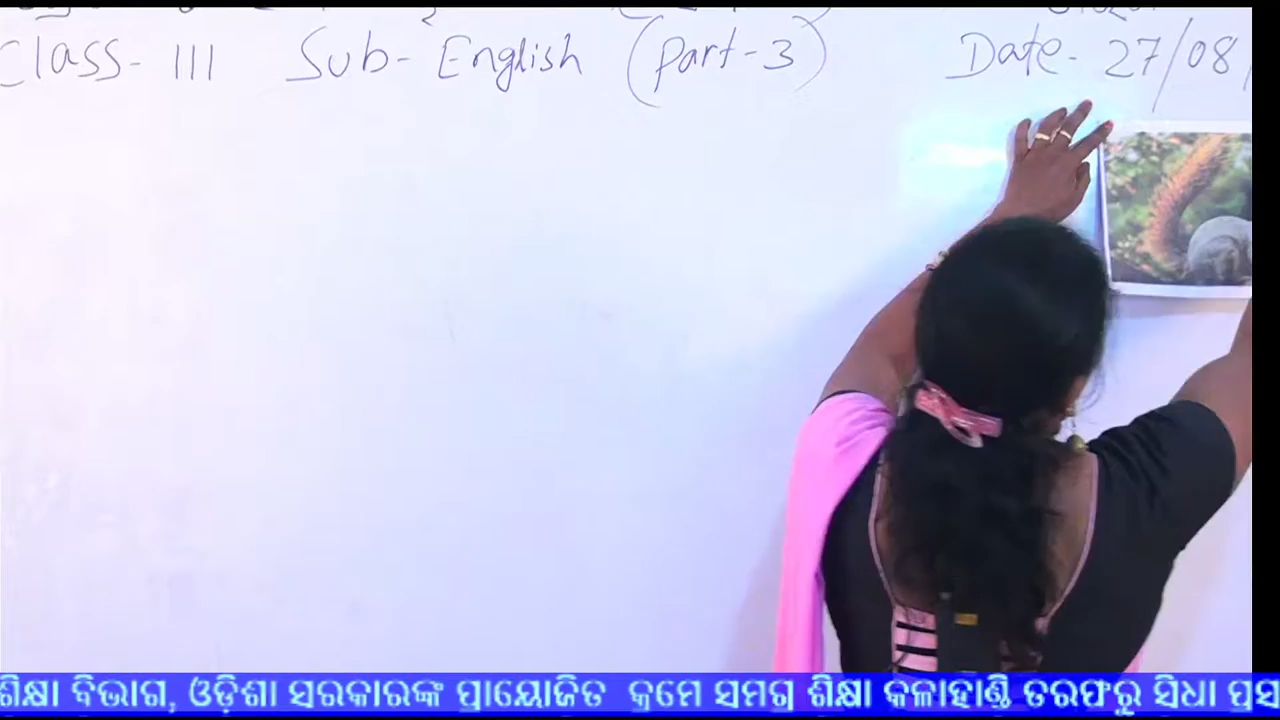 Class- III Sub- English (Part-3) Date- 27/08/
ଶିକ୍ଷା ବିଭାଗ, ଓଡ଼ିଶା ସରକାରଙ୍କ ପ୍ରାୟୋଜିତ କ୍ରମେ ସମଗ୍ର ଶିକ୍ଷା କଳାହାଣ୍ଡି ତରଫରୁ ସିଧା ପ୍ରସ